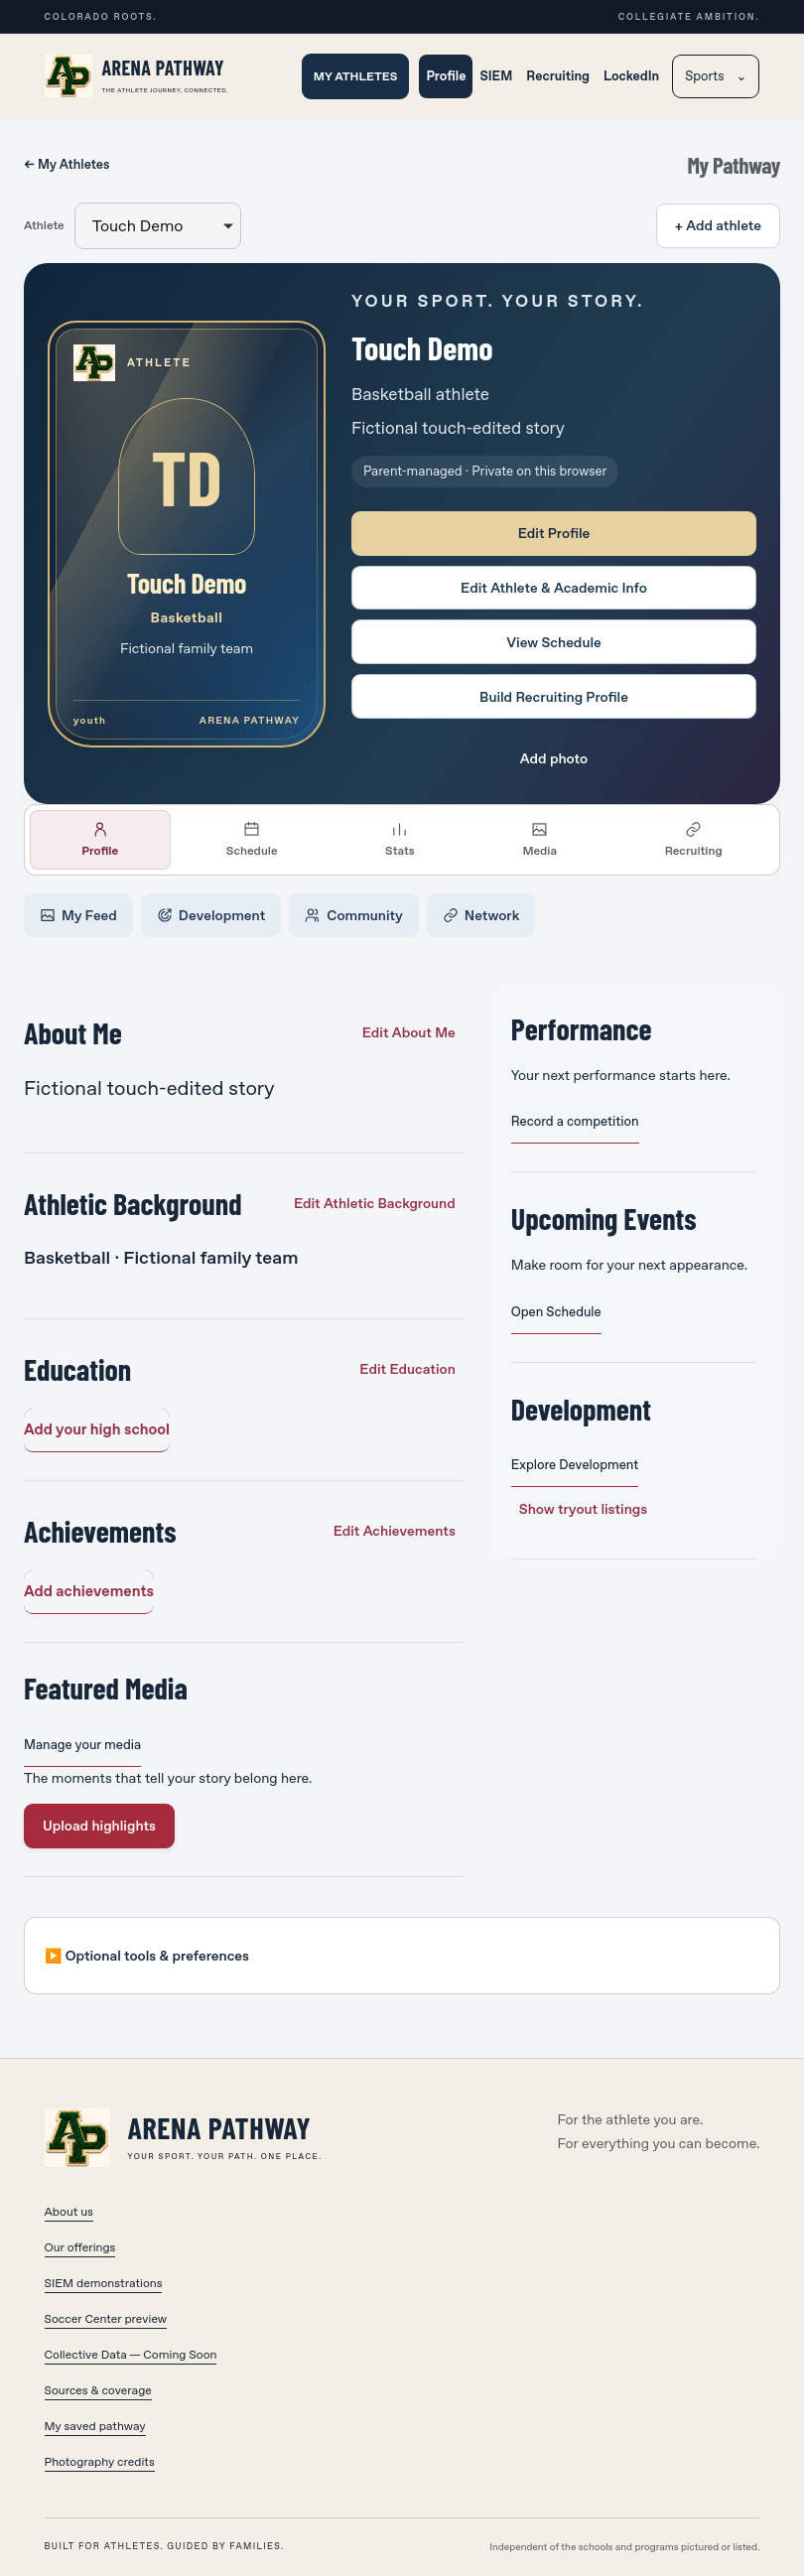 COLORADO ROOTS.
COLLEGIATE AMBITION.
AP
ARENA PATHWAY
THE ATHLETE JOURNEY, CONNECTED.
MY ATHLETES
Profile
SIEM
Recruiting
LockedIn
Sports
← My Athletes
My Pathway
Athlete
Touch Demo
+ Add athlete
AP
ATHLETE
TD
Touch Demo
Basketball
Fictional family team
youth
ARENA PATHWAY
YOUR SPORT. YOUR STORY.
Touch Demo
Basketball athlete
Fictional touch-edited story
Parent-managed · Private on this browser
Edit Profile
Edit Athlete & Academic Info
View Schedule
Build Recruiting Profile
Add photo
Profile
Schedule
Stats
Media
Recruiting
My Feed
Development
Community
Network
About Me
Edit About Me
Fictional touch-edited story
Athletic Background
Edit Athletic Background
Basketball · Fictional family team
Education
Edit Education
Add your high school
Achievements
Edit Achievements
Add achievements
Featured Media
Manage your media
The moments that tell your story belong here.
Upload highlights
Performance
Your next performance starts here.
Record a competition
Upcoming Events
Make room for your next appearance.
Open Schedule
Development
Explore Development
Show tryout listings
▶️ Optional tools & preferences
AP
ARENA PATHWAY
YOUR SPORT. YOUR PATH. ONE PLACE.
For the athlete you are.
For everything you can become.
About us
Our offerings
SIEM demonstrations
Soccer Center preview
Collective Data — Coming Soon
Sources & coverage
My saved pathway
Photography credits
BUILT FOR ATHLETES. GUIDED BY FAMILIES.
Independent of the schools and programs pictured or listed.